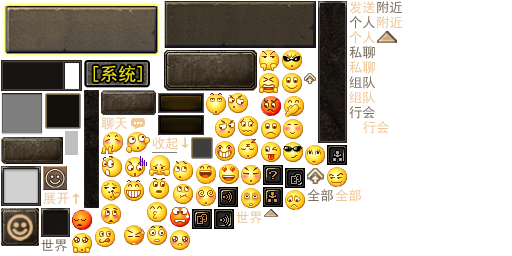 发送附近
个人附近
个人
私聊
私聊
组队
组队
行会
行会
[系统]
聊天
收起↓
展开↑
全部全部
世界
世界